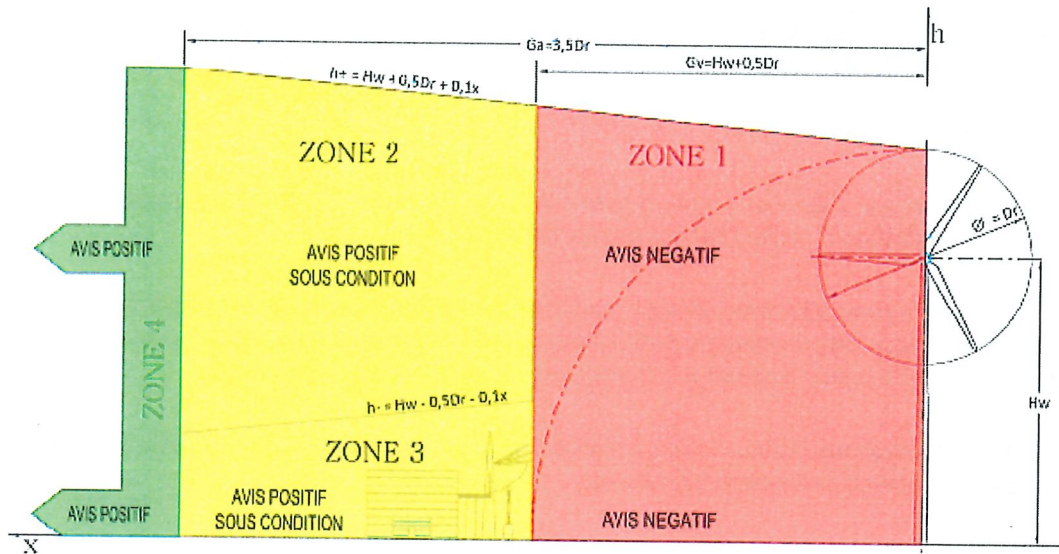 h
Ga=3,5Dr
Gv=Hw+0,5Dr
h+ = Hw + 0,5Dr + 0,1x
ZONE 2
ZONE 1
Ø = Dr
AVIS POSITIF
AVIS POSITIF
SOUS CONDITION
AVIS NEGATIF
ZONE 4
Hw
h- = Hw - 0,5Dr - 0,1x
ZONE 3
AVIS POSITIF
AVIS POSITIF
SOUS CONDITION
AVIS NEGATIF
X